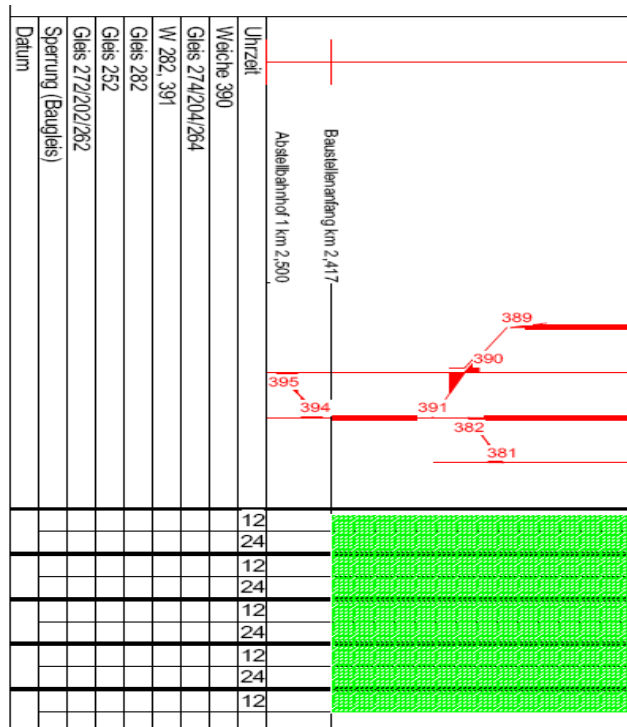 Datum
Sperrung (Baugleis)
Gleis 272/202/262
Gleis 252
Gleis 282
W 282, 391
Gleis 274/204/264
Weiche 390
Uhrzeit
Abstellbahnhof 1 km 2,500
Baustellenanfang km 2,417
389
390
395
394
391
382
381
12
24
12
24
12
24
12
24
12